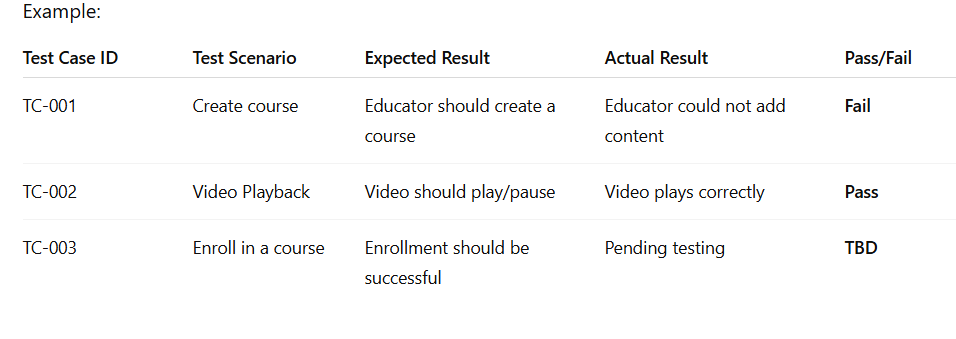 Example:
Test Case ID Test Scenario Expected Result Actual Result Pass/Fail
TC-001 Create course Educator should create a Educator could not add Fail
course content
TC-002 Video Playback Video should play/pause Video plays correctly Pass
TC-003 Enroll in a course Enrollment should be Pending testing TBD
successful